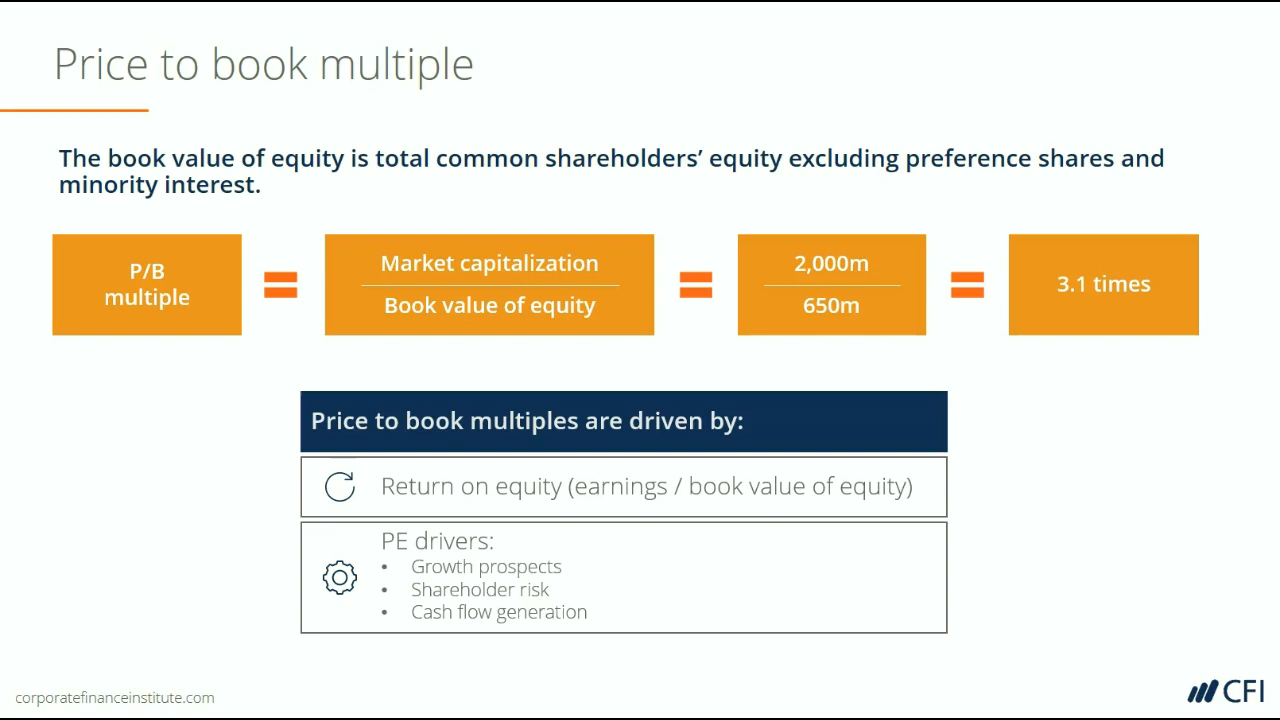 Price to book multiple
The book value of equity is total common shareholders’ equity excluding preference shares and
minority interest.
P/B
multiple
=
Market capitalization
Book value of equity
=
2,000m
650m
=
3.1 times
Price to book multiples are driven by:
Return on equity (earnings / book value of equity)
PE drivers:
• Growth prospects
• Shareholder risk
• Cash flow generation
corporatefinanceinstitute.com
CFI